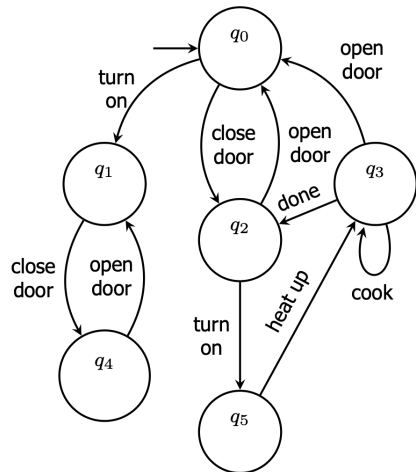 q0
open
door
turn
on
close
door
open
door
q1
q3
done
q2
close
door
open
door
cook
heat up
turn
on
q4
q5